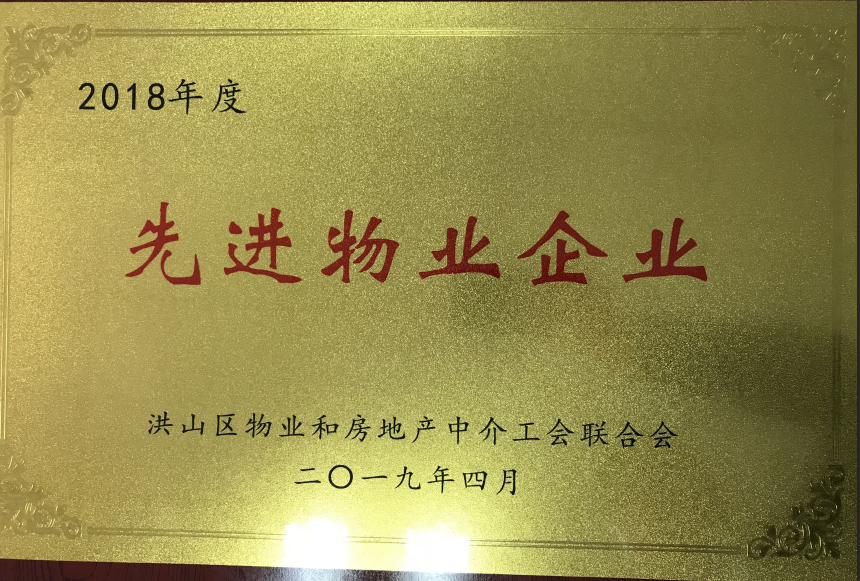 2018年度
先进物业企业
洪山区物业和房地产中介工会联合会
二〇一九年四月